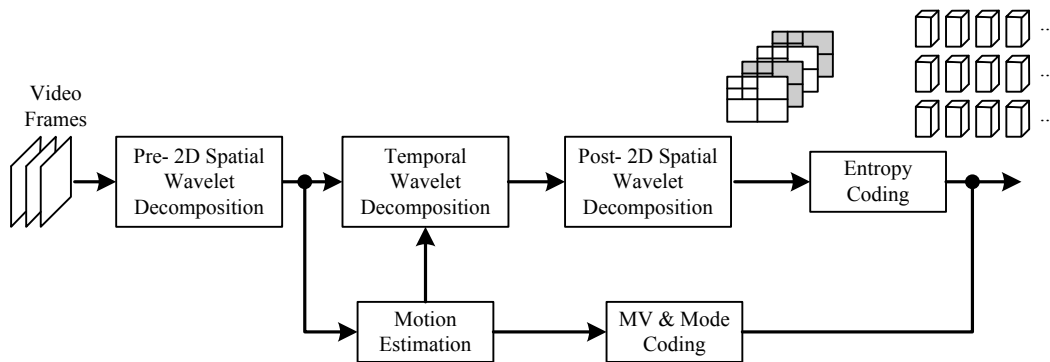 Video
Frames
Pre- 2D Spatial
Wavelet
Decomposition
Temporal
Wavelet
Decomposition
Post- 2D Spatial
Wavelet
Decomposition
Entropy
Coding
...
...
...
Motion
Estimation
MV & Mode
Coding